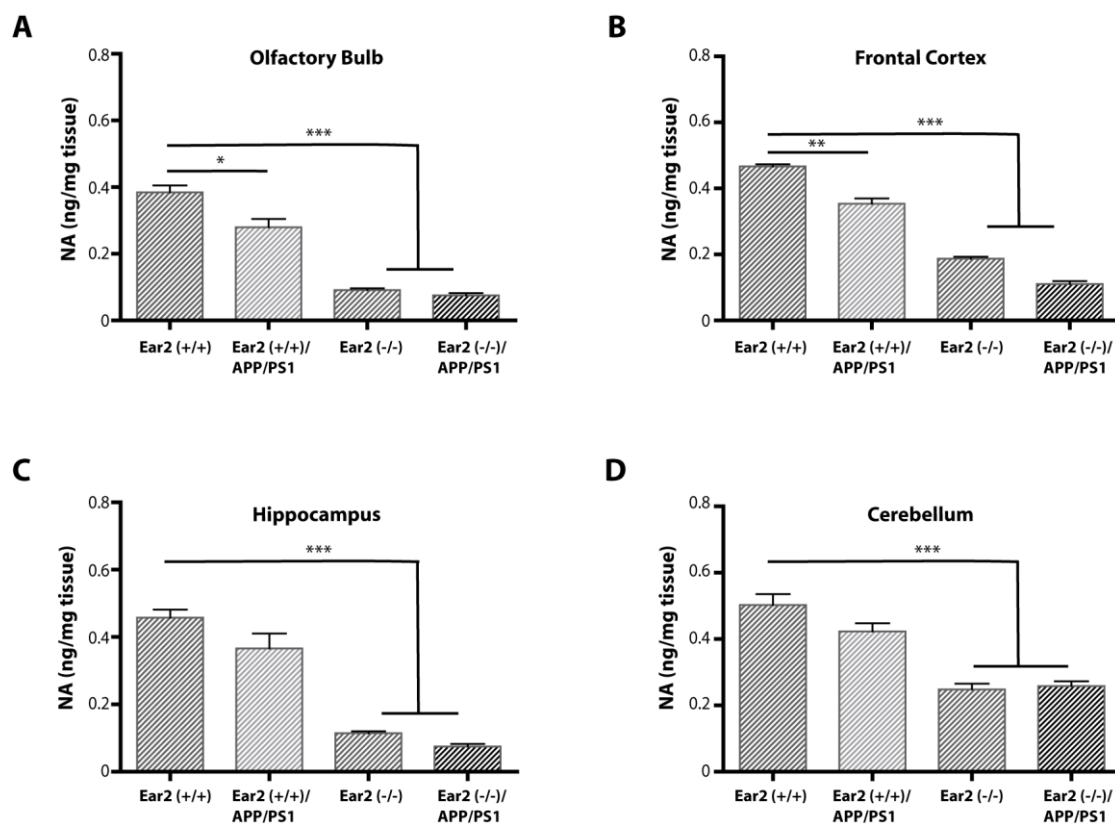 A
Olfactory Bulb
NA (ng/mg tissue)
0.8
0.6
0.4
0.2
0
***
*
Ear2 (+/+)
Ear2 (+/+)/
APP/PS1
Ear2 (-/-)
Ear2 (-/-)/
APP/PS1
B
Frontal Cortex
NA (ng/mg tissue)
0.8
0.6
0.4
0.2
0
***
**
Ear2 (+/+)
Ear2 (+/+)/
APP/PS1
Ear2 (-/-)
Ear2 (-/-)/
APP/PS1
C
Hippocampus
NA (ng/mg tissue)
0.8
0.6
0.4
0.2
0
***
Ear2 (+/+)
Ear2 (+/+)/
APP/PS1
Ear2 (-/-)
Ear2 (-/-)/
APP/PS1
D
Cerebellum
NA (ng/mg tissue)
0.8
0.6
0.4
0.2
0
***
Ear2 (+/+)
Ear2 (+/+)/
APP/PS1
Ear2 (-/-)
Ear2 (-/-)/
APP/PS1